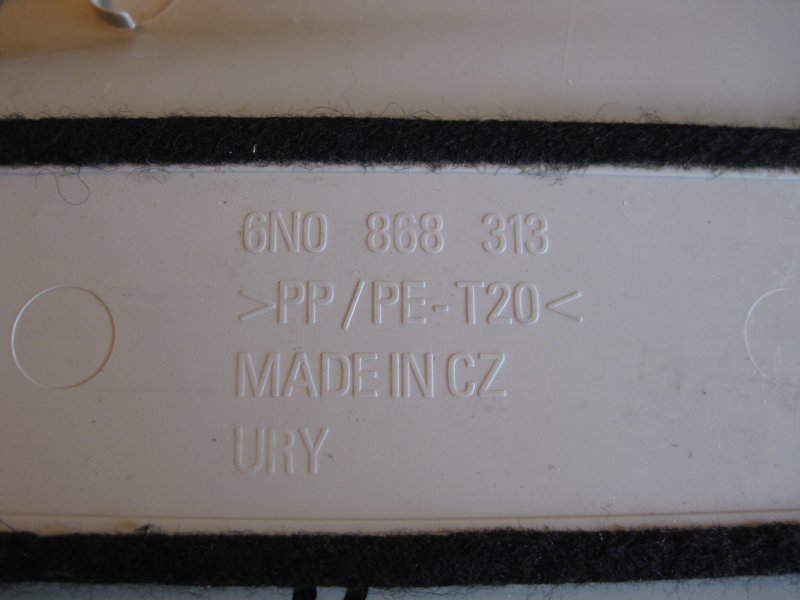 6N0 868 313
>PP/PE-T20<
MADE IN CZ
URY